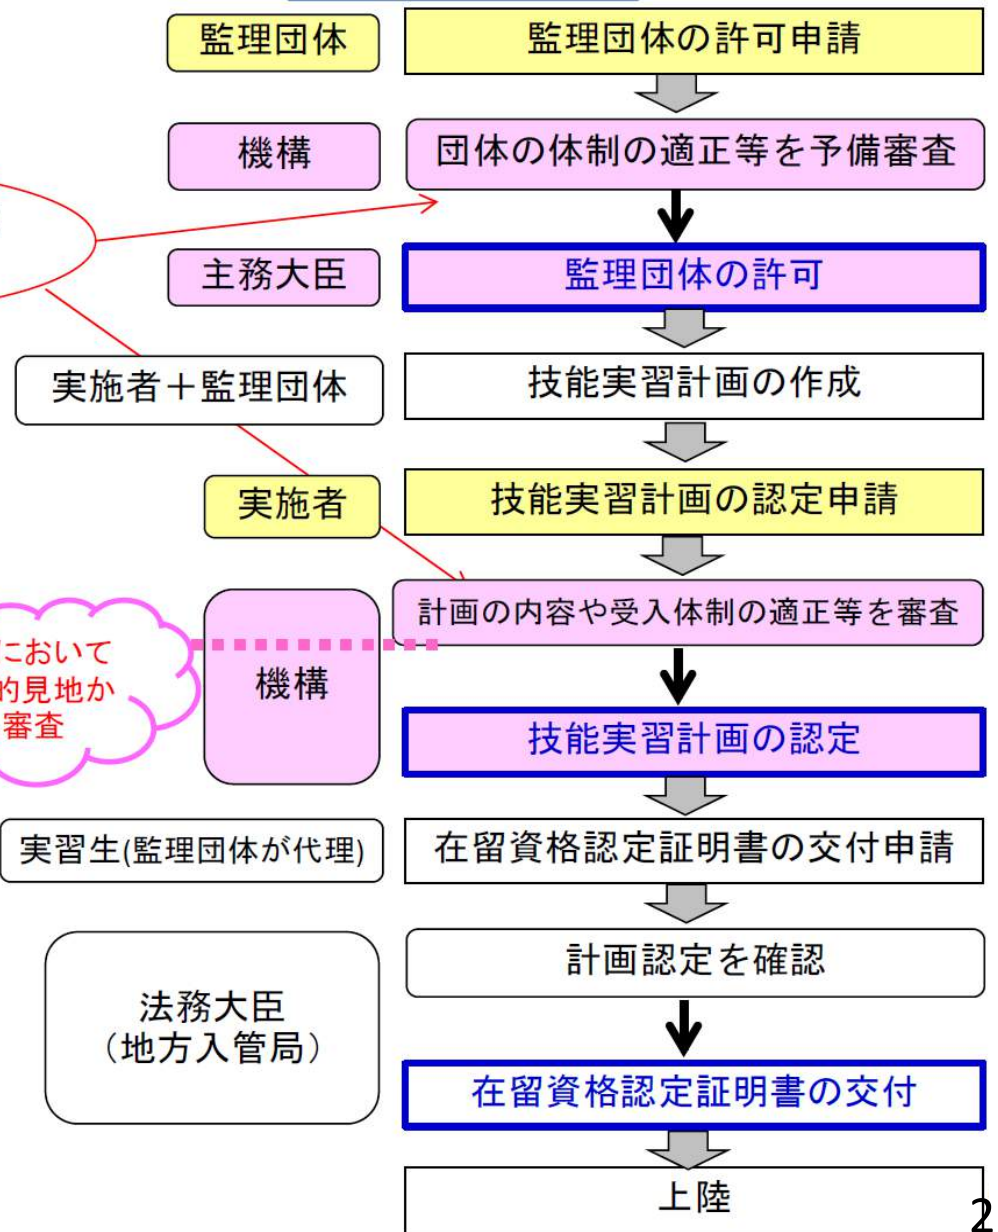 監理団体
監理団体の許可申請
機構
団体の体制の適正等を予備審査
主務大臣
監理団体の許可
実施者＋監理団体
技能実習計画の作成
実施者
技能実習計画の認定申請
計画の内容や受入体制の適正等を審査
において
的見地か
審査
機構
技能実習計画の認定
実習生(監理団体が代理)
在留資格認定証明書の交付申請
計画認定を確認
法務大臣
（地方入管局）
在留資格認定証明書の交付
上陸
2